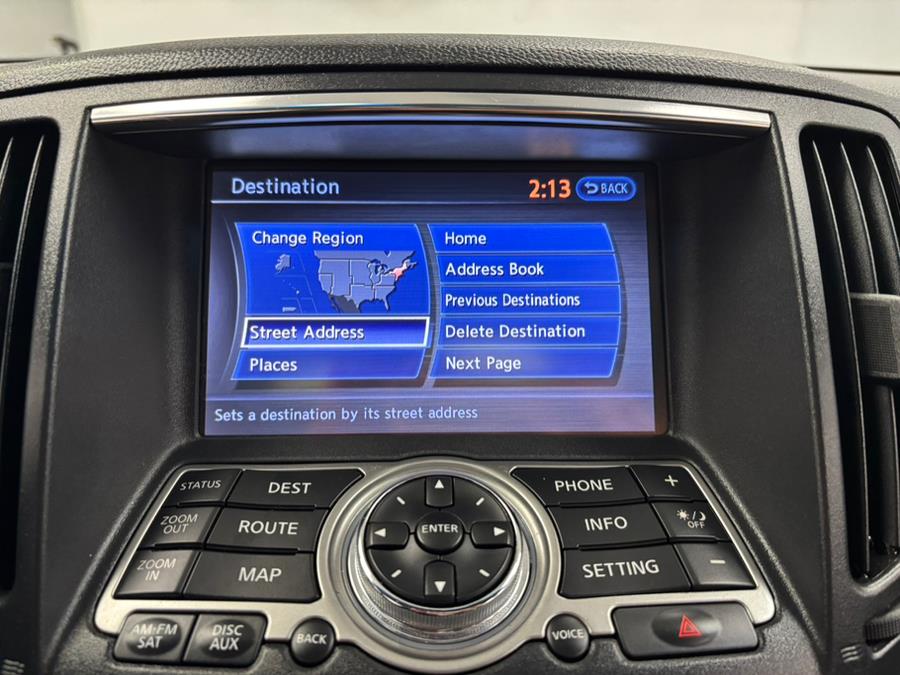 Destination
2:13
BACK
Change Region
Street Address
Places
Home
Address Book
Previous Destinations
Delete Destination
Next Page
Sets a destination by its street address
STATUS
DEST
ZOOM
OUT
ROUTE
ZOOM
IN
MAP
ENTER
PHONE
+
INFO
OFF
SETTING
−
AM·FM
SAT
DISC
AUX
BACK
VOICE